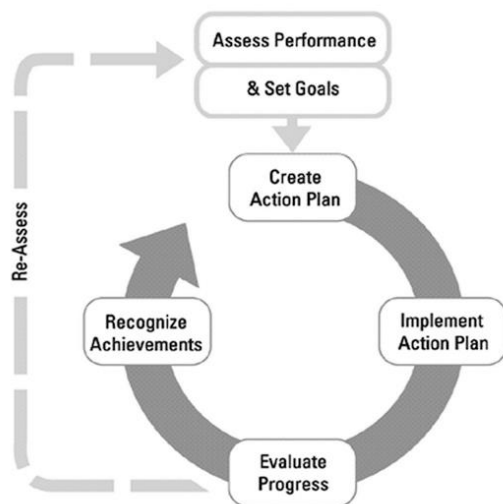 Assess Performance
& Set Goals
Create
Action Plan
Re-Assess
Recognize
Achievements
Implement
Action Plan
Evaluate
Progress